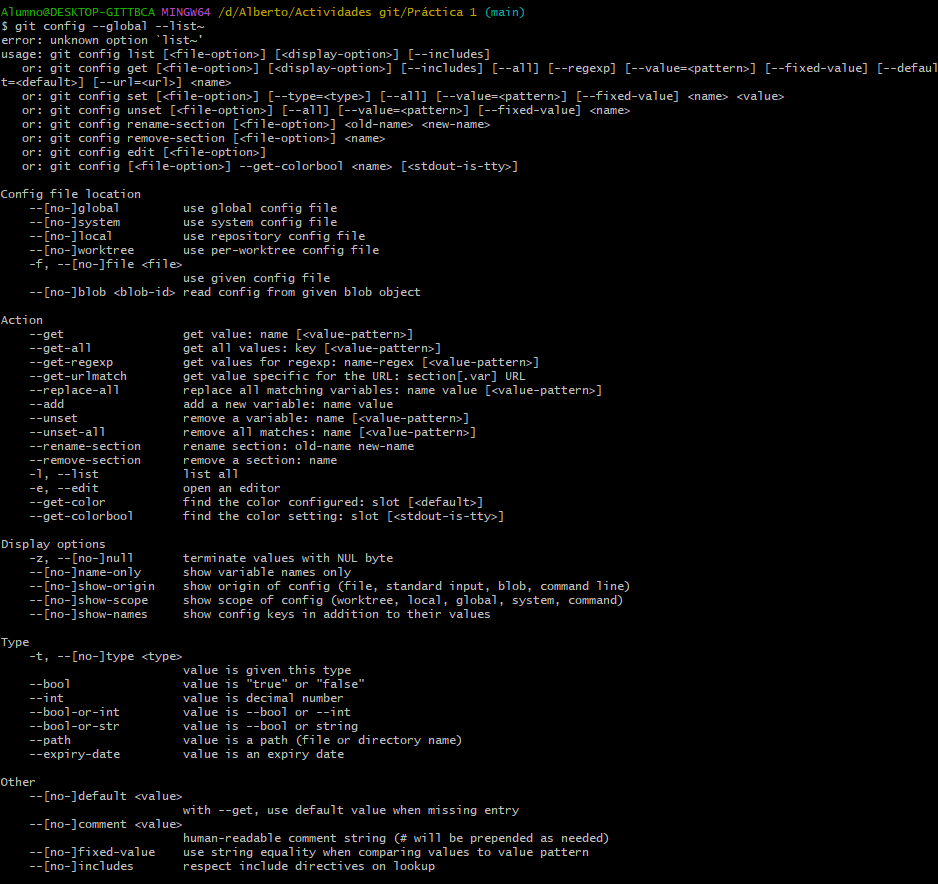 Alumno@DESKTOP-GITTBCA MINGW64 /d/Alberto/Actividades git/Práctica 1 (main)
$ git config --global --list~
error: unknown option `list~'
usage: git config list [<file-option>] [<display-option>] [--includes]
   or: git config get [<file-option>] [<display-option>] [--includes] [--all] [--regexp] [--value=<pattern>] [--fixed-value] [--defaul
t=<default>] [--url=<url>] <name>
   or: git config set [<file-option>] [--type=<type>] [--all] [--value=<pattern>] [--fixed-value] <name> <value>
   or: git config unset [<file-option>] [--all] [--value=<pattern>] [--fixed-value] <name>
   or: git config rename-section [<file-option>] <old-name> <new-name>
   or: git config remove-section [<file-option>] <name>
   or: git config edit [<file-option>]
   or: git config [<file-option>] --get-colorbool <name> [<stdout-is-tty>]

Config file location
    --[no-]global         use global config file
    --[no-]system         use system config file
    --[no-]local          use repository config file
    --[no-]worktree       use per-worktree config file
    -f, --[no-]file <file>
                          use given config file
    --[no-]blob <blob-id> read config from given blob object

Action
    --get                 get value: name [<value-pattern>]
    --get-all             get all values: key [<value-pattern>]
    --get-regexp          get values for regexp: name-regex [<value-pattern>]
    --get-urlmatch        get value specific for the URL: section[.var] URL
    --replace-all         replace all matching variables: name value [<value-pattern>]
    --add                 add a new variable: name value
    --unset               remove a variable: name [<value-pattern>]
    --unset-all           remove all matches: name [<value-pattern>]
    --rename-section      rename section: old-name new-name
    --remove-section      remove a section: name
    -l, --list            list all
    -e, --edit            open an editor
    --get-color           find the color configured: slot [<default>]
    --get-colorbool       find the color setting: slot [<stdout-is-tty>]

Display options
    -z, --[no-]null       terminate values with NUL byte
    --[no-]name-only      show variable names only
    --[no-]show-origin    show origin of config (file, standard input, blob, command line)
    --[no-]show-scope     show scope of config (worktree, local, global, system, command)
    --[no-]show-names     show config keys in addition to their values

Type
    -t, --[no-]type <type>
                          value is given this type
    --bool                value is "true" or "false"
    --int                 value is decimal number
    --bool-or-int         value is --bool or --int
    --bool-or-str         value is --bool or string
    --path                value is a path (file or directory name)
    --expiry-date         value is an expiry date

Other
    --[no-]default <value>
                          with --get, use default value when missing entry
    --[no-]comment <value>
                          human-readable comment string (# will be prepended as needed)
    --[no-]fixed-value    use string equality when comparing values to value pattern
    --[no-]includes       respect include directives on lookup